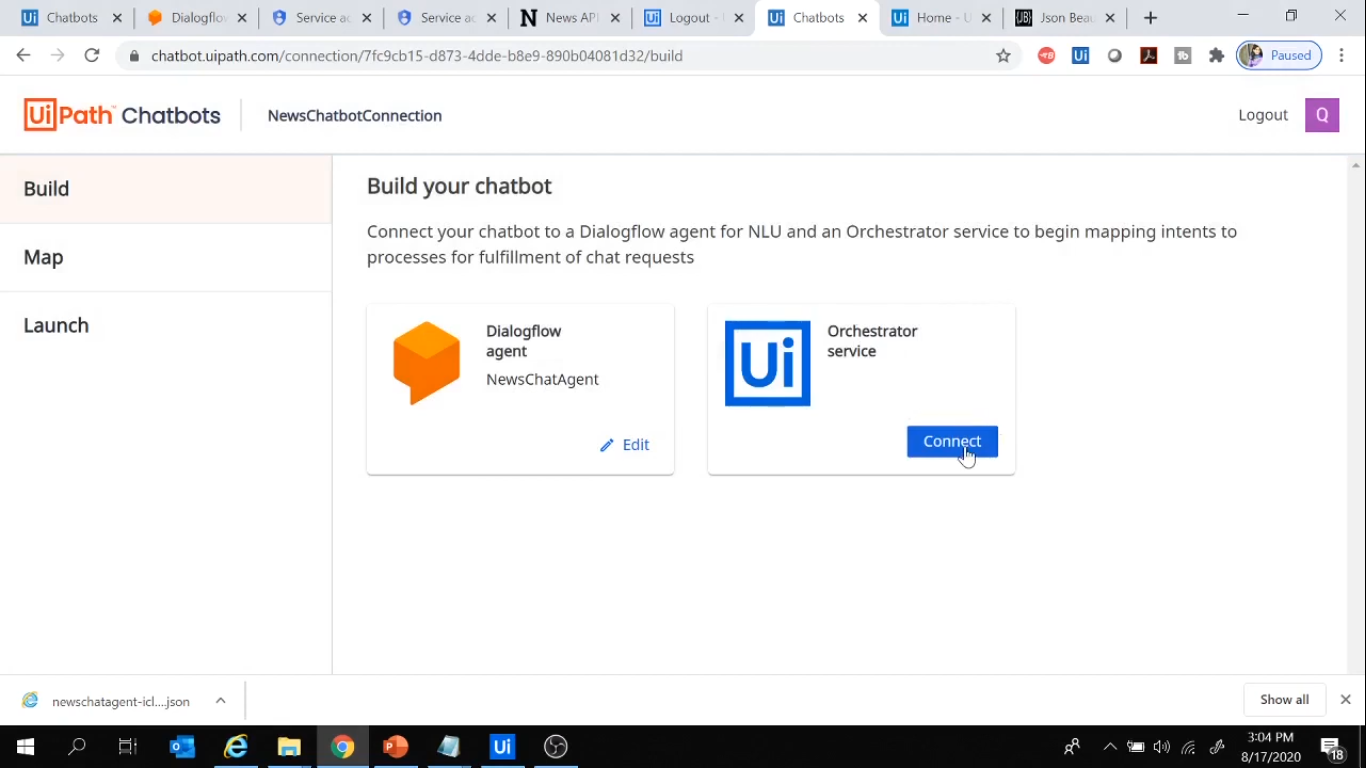 Chatbots
Dialogflow
Service ac
Service ac
News API
Logout -
Chatbots
Home - U
Json Beau
chatbot.uipath.com/connection/7fc9cb15-d873-4dde-b8e9-890b04081d32/build
Paused
UiPath™ Chatbots
NewsChatbotConnection
Logout
Q
Build
Map
Launch
Build your chatbot
Connect your chatbot to a Dialogflow agent for NLU and an Orchestrator service to begin mapping intents to
processes for fulfillment of chat requests
Dialogflow
agent
NewsChatAgent
Edit
Ui
Orchestrator
service
Connect
newschatagent-icl....json
Show all
Ui
3:04 PM
8/17/2020
18